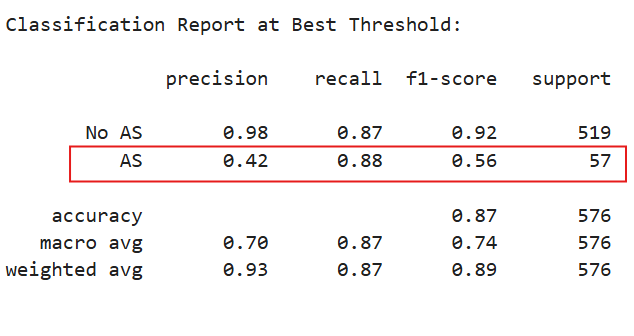 Classification Report at Best Threshold:
precision recall f1-score support
No AS 0.98 0.87 0.92 519
AS 0.42 0.88 0.56 57
accuracy 0.87 576
macro avg 0.70 0.87 0.74 576
weighted avg 0.93 0.87 0.89 576